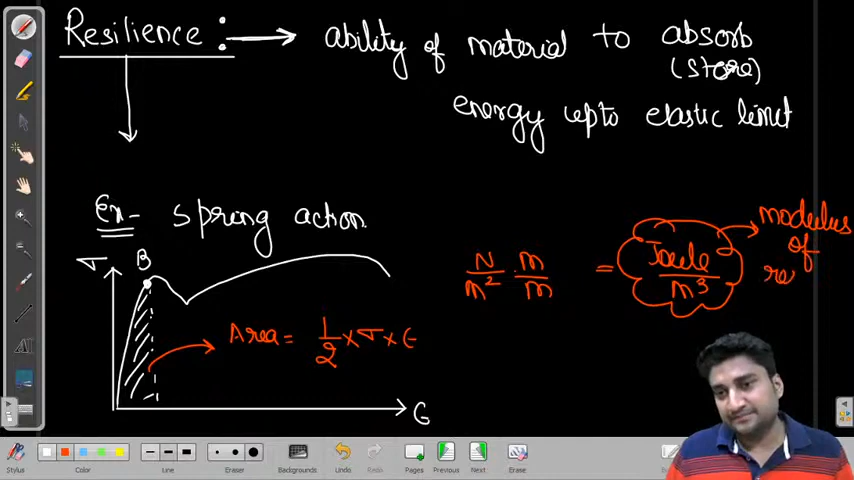 Resilience : → ability of material to absorb
(store)
energy upto elastic limit
Ex- Spring action
σ
B
Area = 1/2 × σ × ϵ
ϵ
N/m² · m/m = Joule/m³
modulus
of
re
Stylus
Color
Line
Eraser
Backgrounds
Undo
Redo
Pages
Previous
Next
Erase